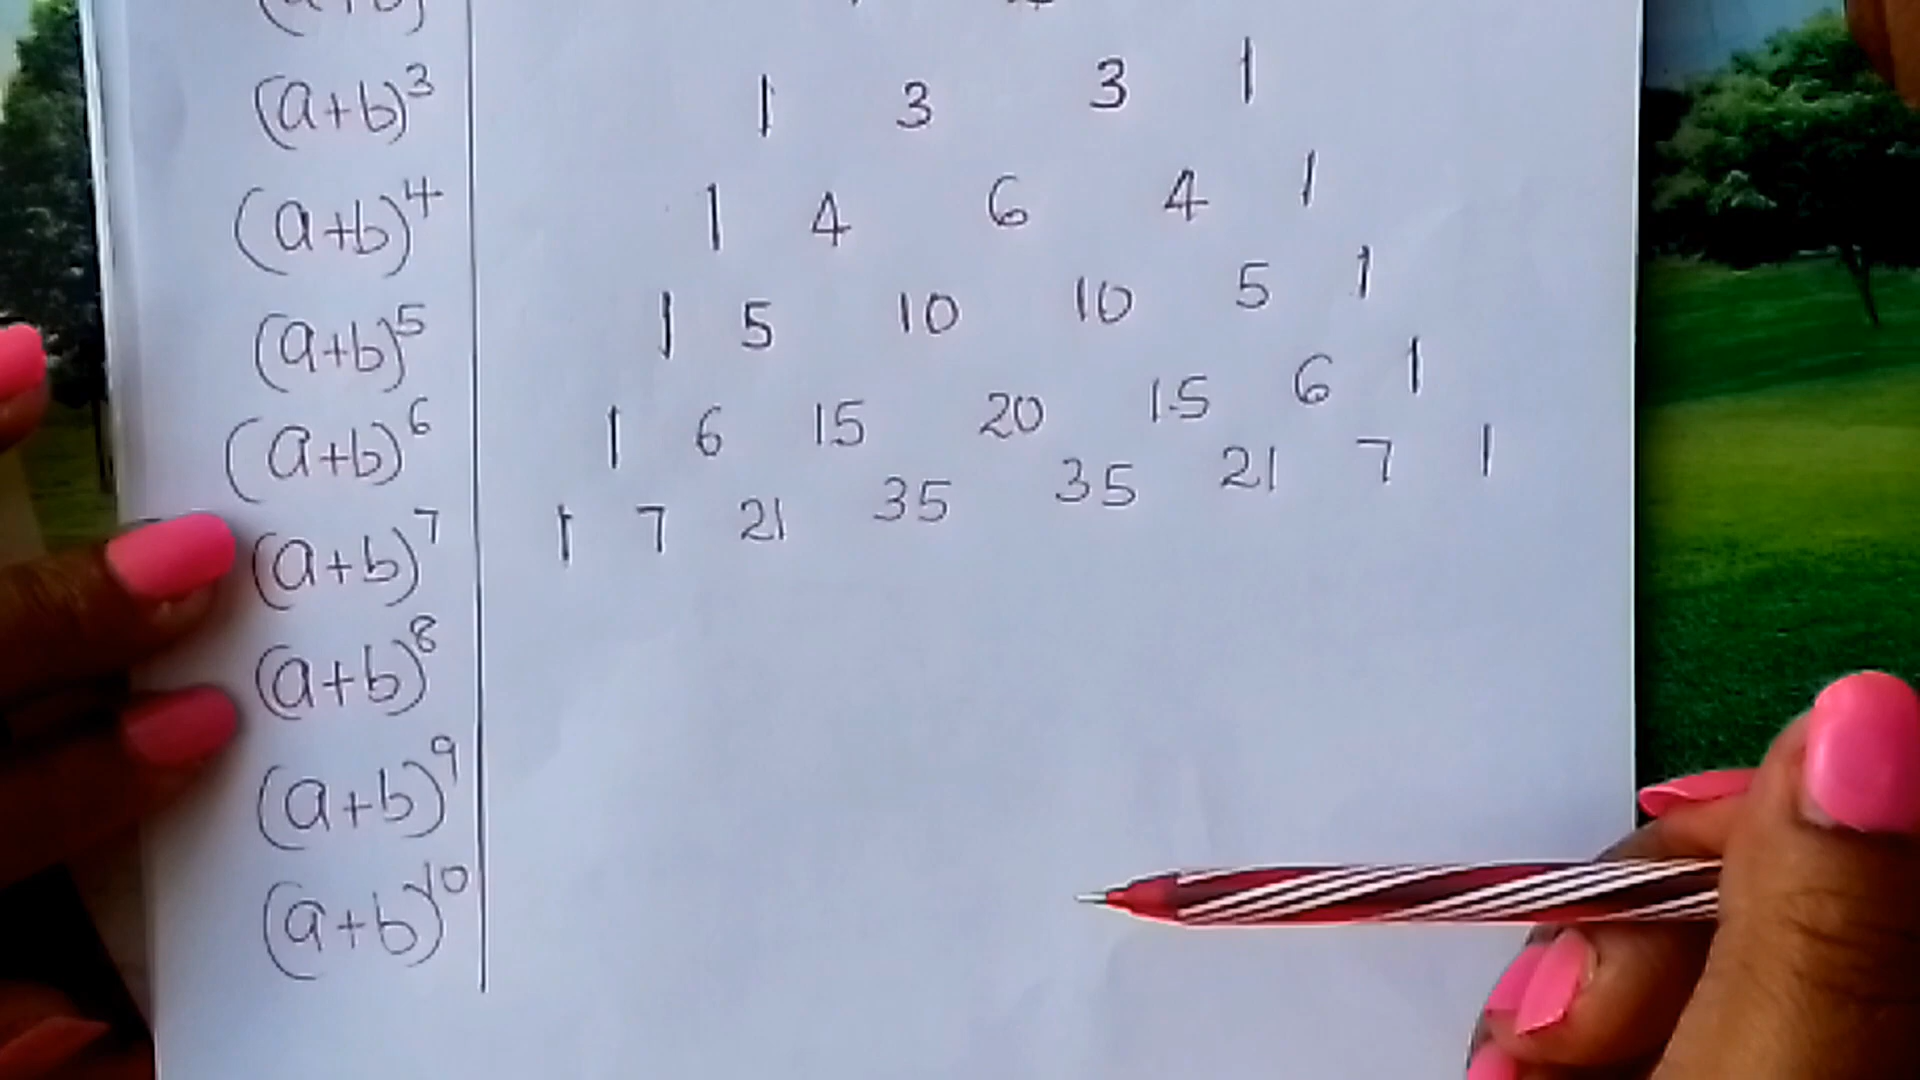 (a+b)³ 1 3 3 1
(a+b)⁴ 1 4 6 4 1
(a+b)⁵ 1 5 10 10 5 1
(a+b)⁶ 1 6 15 20 15 6 1
(a+b)⁷ 1 7 21 35 35 21 7 1
(a+b)⁸
(a+b)⁹
(a+b)¹⁰